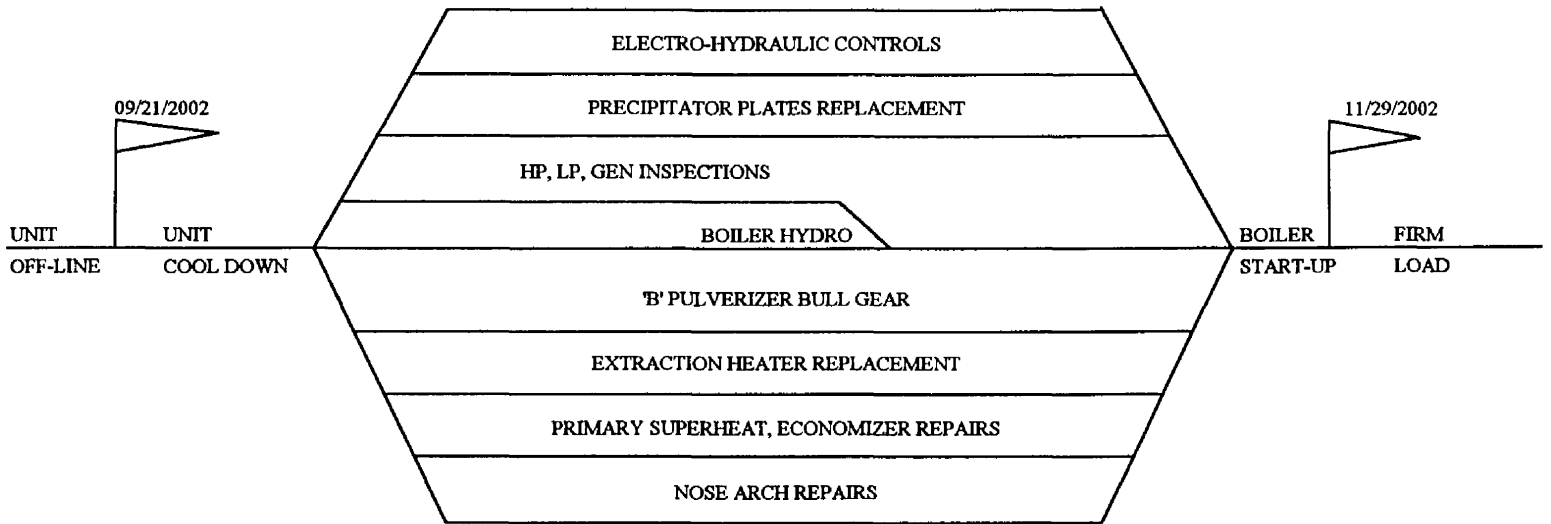 ELECTRO-HYDRAULIC CONTROLS
PRECIPITATOR PLATES REPLACEMENT
09/21/2002
11/29/2002
HP, LP, GEN INSPECTIONS
UNIT
UNIT
BOILER HYDRO
BOILER
FIRM
OFF-LINE
COOL DOWN
START-UP
LOAD
'B' PULVERIZER BULL GEAR
EXTRACTION HEATER REPLACEMENT
PRIMARY SUPERHEAT, ECONOMIZER REPAIRS
NOSE ARCH REPAIRS